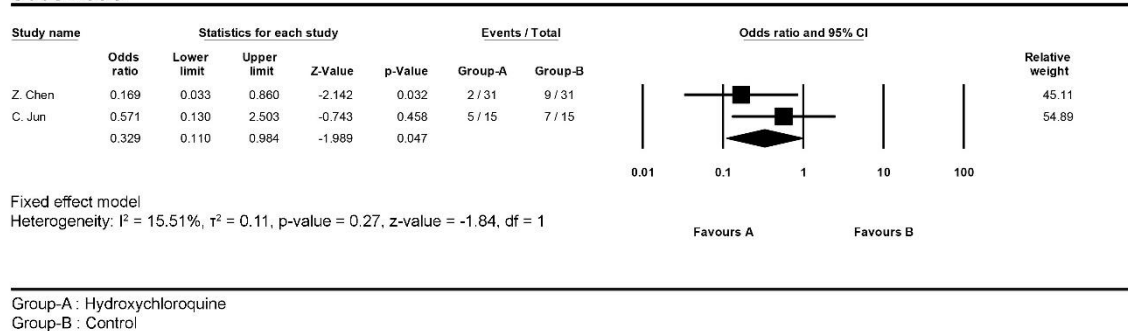 Study name Statistics for each study Events / Total Odds ratio and 95% CI
Odds ratio Lower limit Upper limit Z-Value p-Value Group-A Group-B Relative weight
Z. Chen 0.169 0.033 0.860 -2.142 0.032 2 / 31 9 / 31 45.11
C. Jun 0.571 0.130 2.503 -0.743 0.458 5 / 15 7 / 15 54.89
0.329 0.110 0.984 -1.989 0.047
0.01 0.1 1 10 100
Fixed effect model
Heterogeneity: I² = 15.51%, τ² = 0.11, p-value = 0.27, z-value = -1.84, df = 1
Favours A Favours B
Group-A : Hydroxychloroquine
Group-B : Control